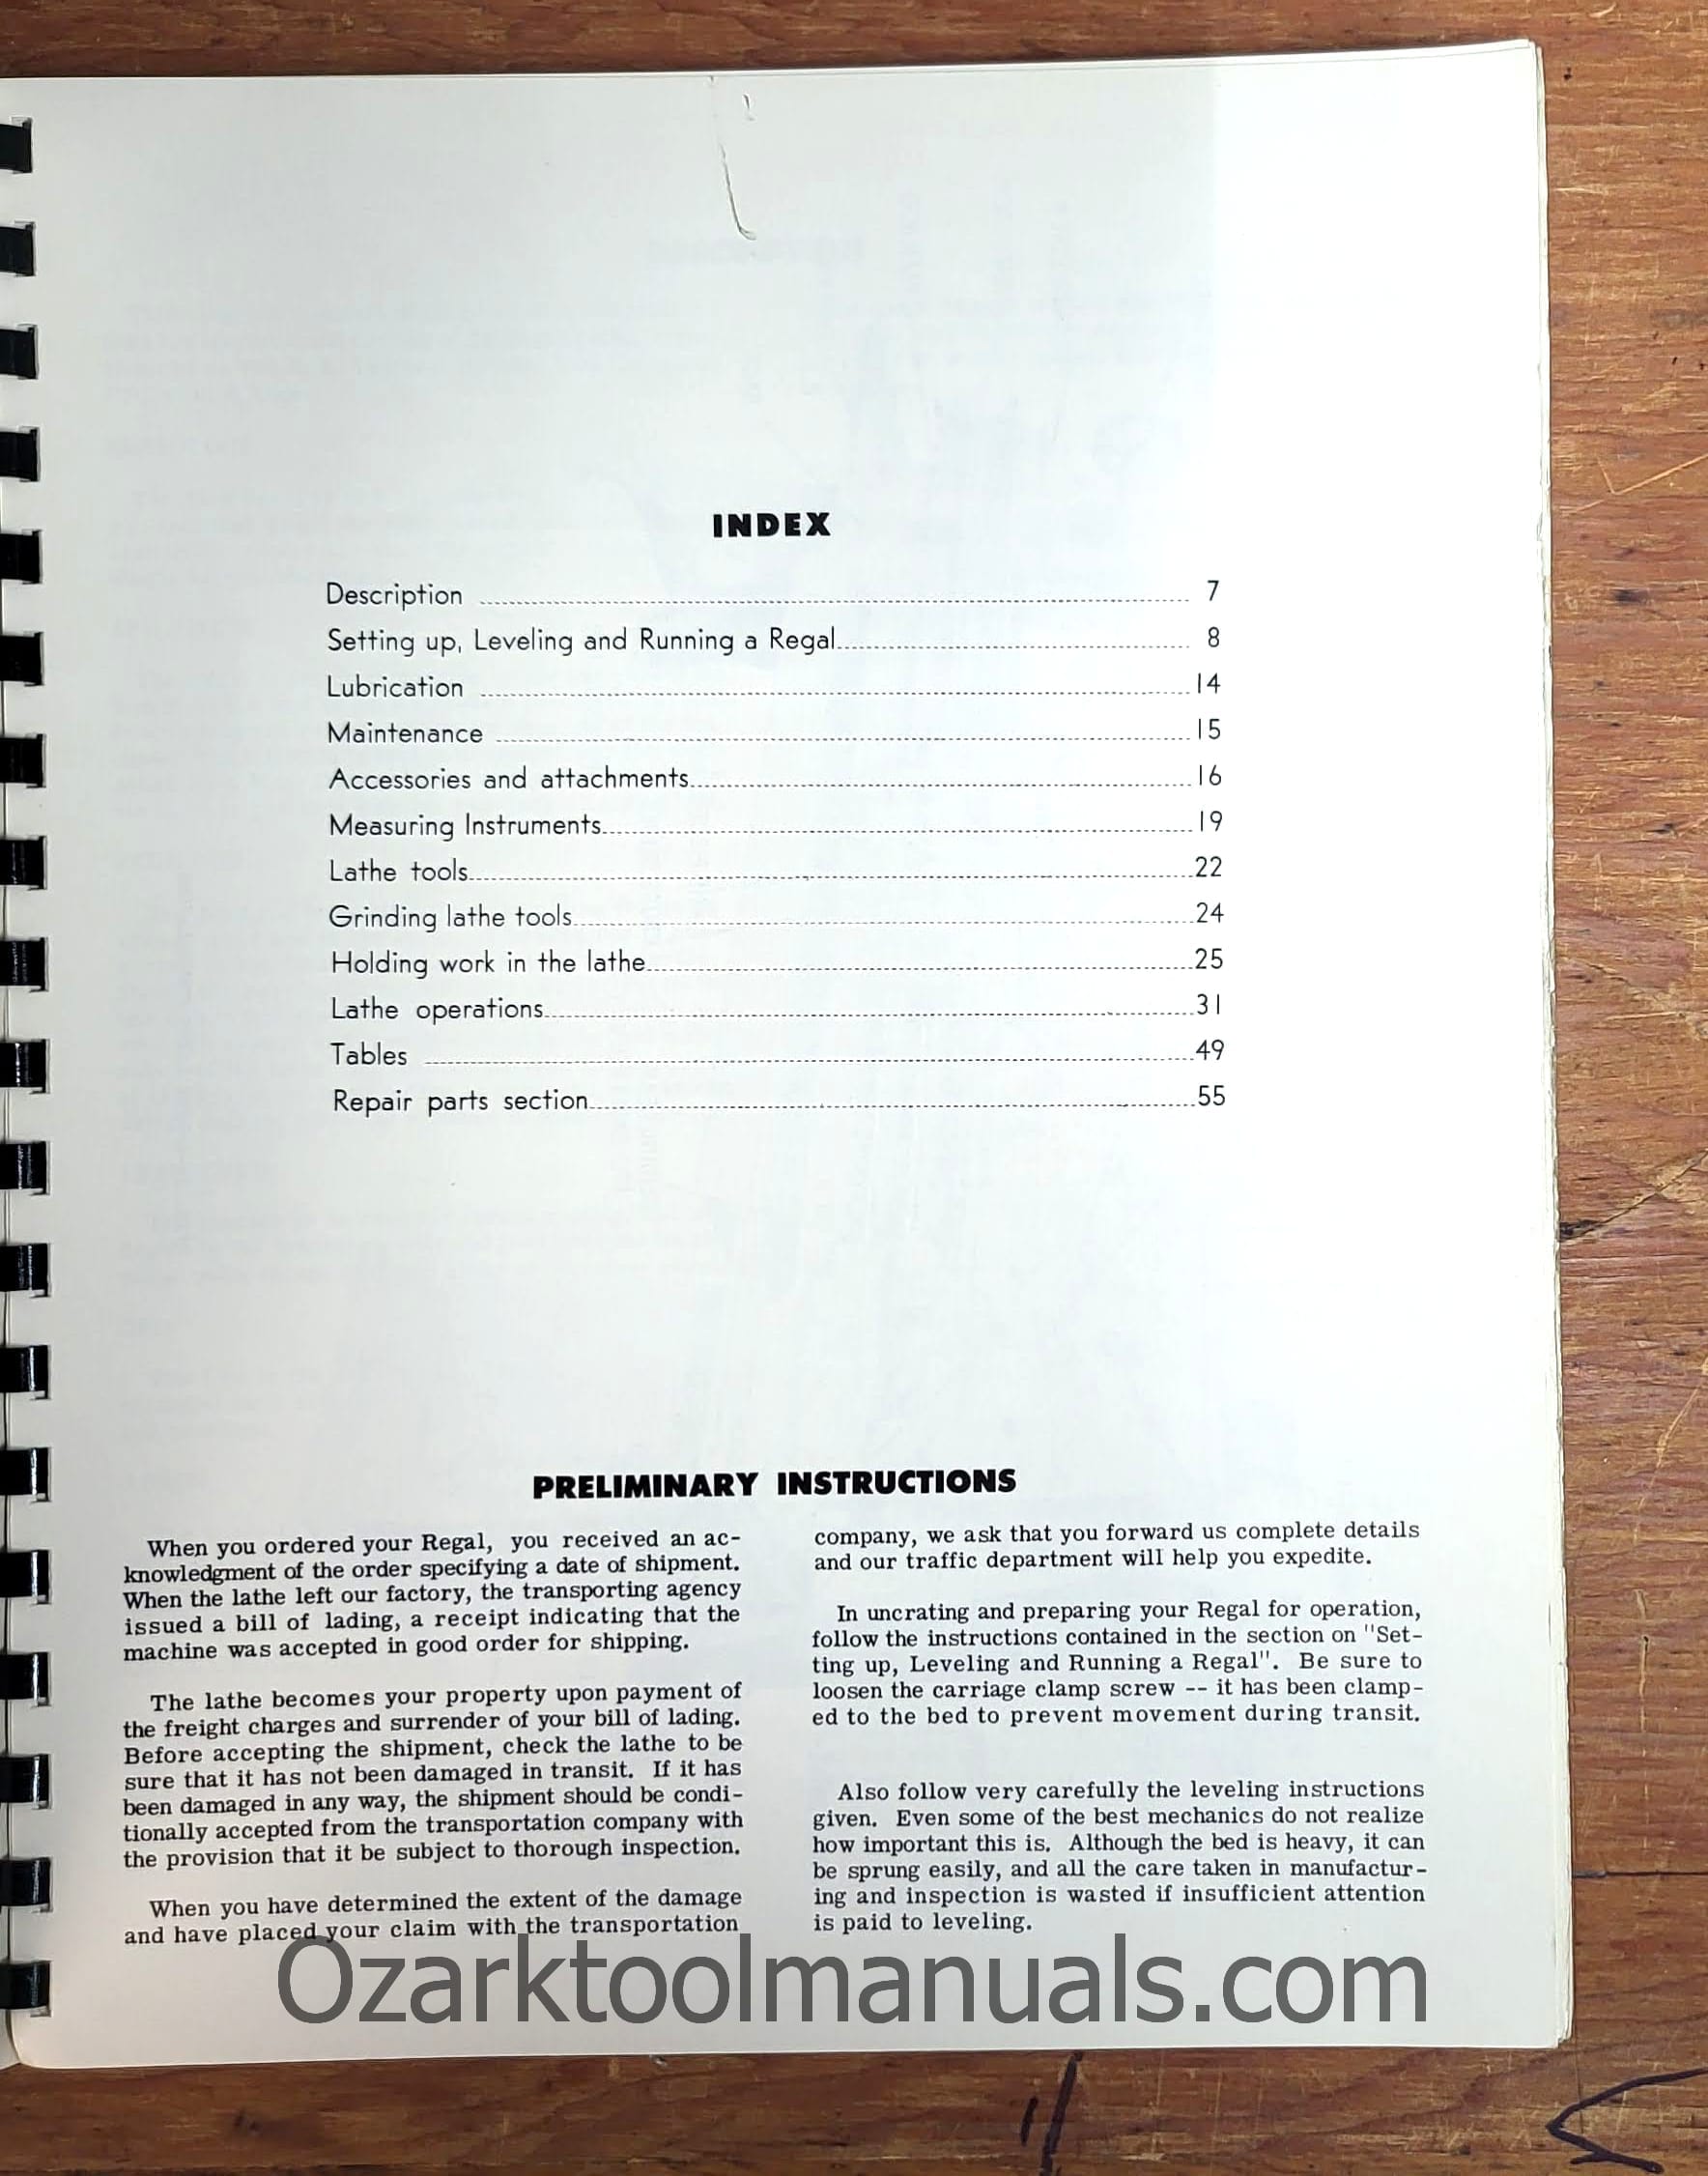 INDEX
Description 7
Setting up, Leveling and Running a Regal 8
Lubrication 14
Maintenance 15
Accessories and attachments 16
Measuring Instruments 19
Lathe tools 22
Grinding lathe tools 24
Holding work in the lathe 25
Lathe operations 31
Tables 49
Repair parts section 55
PRELIMINARY INSTRUCTIONS
When you ordered your Regal, you received an ac-
knowledgment of the order specifying a date of shipment.
When the lathe left our factory, the transporting agency
issued a bill of lading, a receipt indicating that the
machine was accepted in good order for shipping.
The lathe becomes your property upon payment of
the freight charges and surrender of your bill of lading.
Before accepting the shipment, check the lathe to be
sure that it has not been damaged in transit. If it has
been damaged in any way, the shipment should be condi-
tionally accepted from the transportation company with
the provision that it be subject to thorough inspection.
When you have determined the extent of the damage
and have placed your claim with the transportation
company, we ask that you forward us complete details
and our traffic department will help you expedite.
In uncrating and preparing your Regal for operation,
follow the instructions contained in the section on "Set-
ting up, Leveling and Running a Regal". Be sure to
loosen the carriage clamp screw -- it has been clamp-
ed to the bed to prevent movement during transit.
Also follow very carefully the leveling instructions
given. Even some of the best mechanics do not realize
how important this is. Although the bed is heavy, it can
be sprung easily, and all the care taken in manufactur-
ing and inspection is wasted if insufficient attention
is paid to leveling.
Ozarktoolmanuals.com